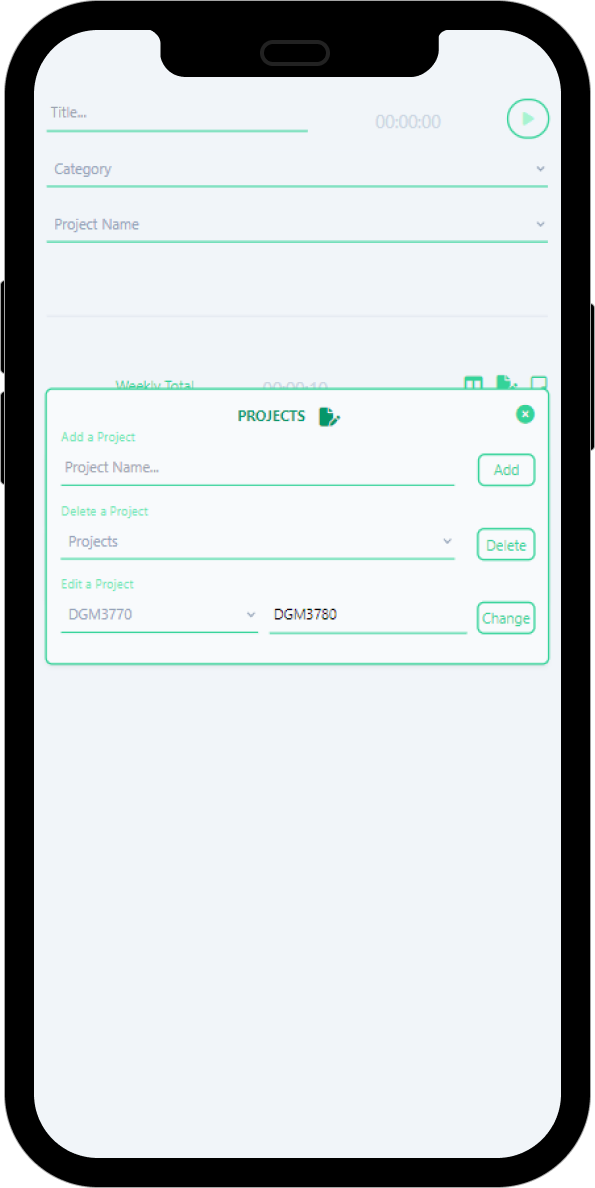 Title...
00:00:00
Category
Project Name
Weekly Total 00:00:10
PROJECTS
Add a Project
Project Name...
Add
Delete a Project
Projects
Delete
Edit a Project
DGM3770
DGM3780
Change